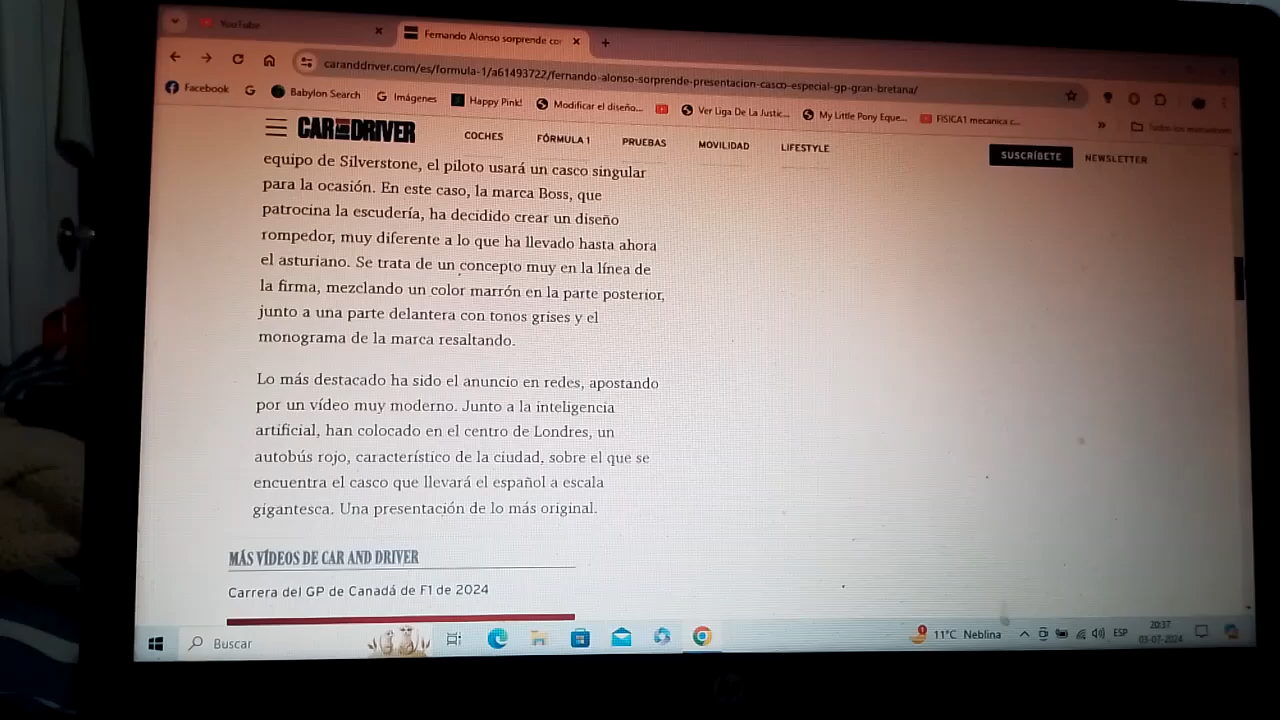 YouTube
Fernando Alonso sorprende co
caranddriver.com/es/formula-1/a61493722/fernando-alonso-sorprende-presentacion-casco-especial-gp-gran-bretana/
Facebook
Babylon Search
Imágenes
Happy Pink!
Modificar el diseño...
Ver Liga De La Justic...
My Little Pony Eque...
FISICA1 mecanica c...
Todos los marcadores
CAR AND DRIVER
COCHES
FÓRMULA 1
PRUEBAS
MOVILIDAD
LIFESTYLE
SUSCRÍBETE
NEWSLETTER
equipo de Silverstone, el piloto usará un casco singular
para la ocasión. En este caso, la marca Boss, que
patrocina la escudería, ha decidido crear un diseño
rompedor, muy diferente a lo que ha llevado hasta ahora
el asturiano. Se trata de un concepto muy en la línea de
la firma, mezclando un color marrón en la parte posterior,
junto a una parte delantera con tonos grises y el
monograma de la marca resaltando.
Lo más destacado ha sido el anuncio en redes, apostando
por un vídeo muy moderno. Junto a la inteligencia
artificial, han colocado en el centro de Londres, un
autobús rojo, característico de la ciudad, sobre el que se
encuentra el casco que llevará el español a escala
gigantesca. Una presentación de lo más original.
MÁS VÍDEOS DE CAR AND DRIVER
Carrera del GP de Canadá de F1 de 2024
Buscar
11°C Neblina
ESP
20:37
03-07-2024